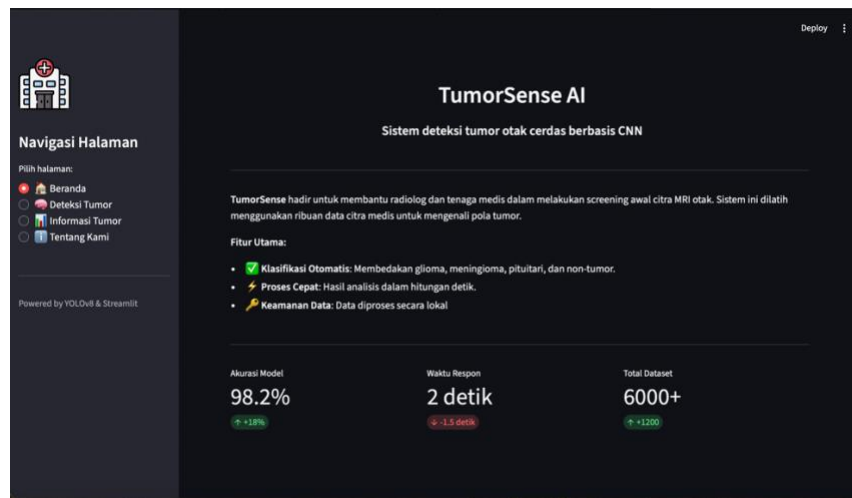 Deploy
Navigasi Halaman
Pilih halaman:
Beranda
Deteksi Tumor
Informasi Tumor
Tentang Kami
Powered by YOLOv8 & Streamlit
TumorSense AI
Sistem deteksi tumor otak cerdas berbasis CNN
TumorSense hadir untuk membantu radiolog dan tenaga medis dalam melakukan screening awal citra MRI otak. Sistem ini dilatih
menggunakan ribuan data citra medis untuk mengenali pola tumor.
Fitur Utama:
• ✅ Klasifikasi Otomatis: Membedakan glioma, meningioma, pituitari, dan non-tumor.
• ⚡ Proses Cepat: Hasil analisis dalam hitungan detik.
• 🔑 Keamanan Data: Data diproses secara lokal
Akurasi Model
98.2%
↑ +18%
Waktu Respon
2 detik
↓ -1.5 detik
Total Dataset
6000+
↑ +1200